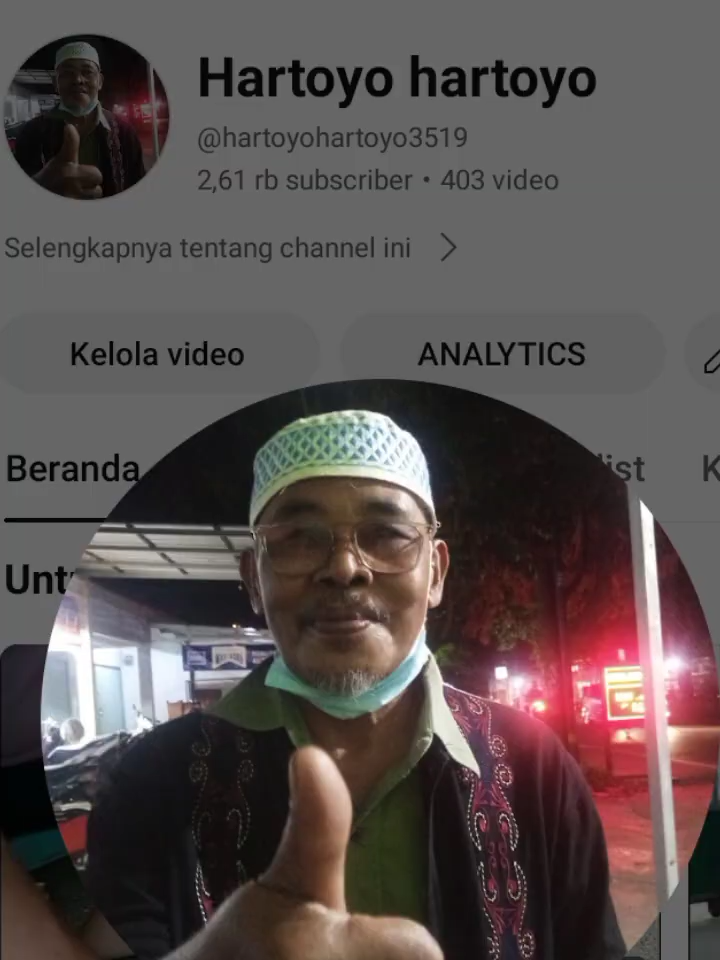 Hartoyo hartoyo
@hartoyohartoyo3519
2,61 rb subscriber • 403 video
Selengkapnya tentang channel ini
Kelola video
ANALYTICS
Beranda